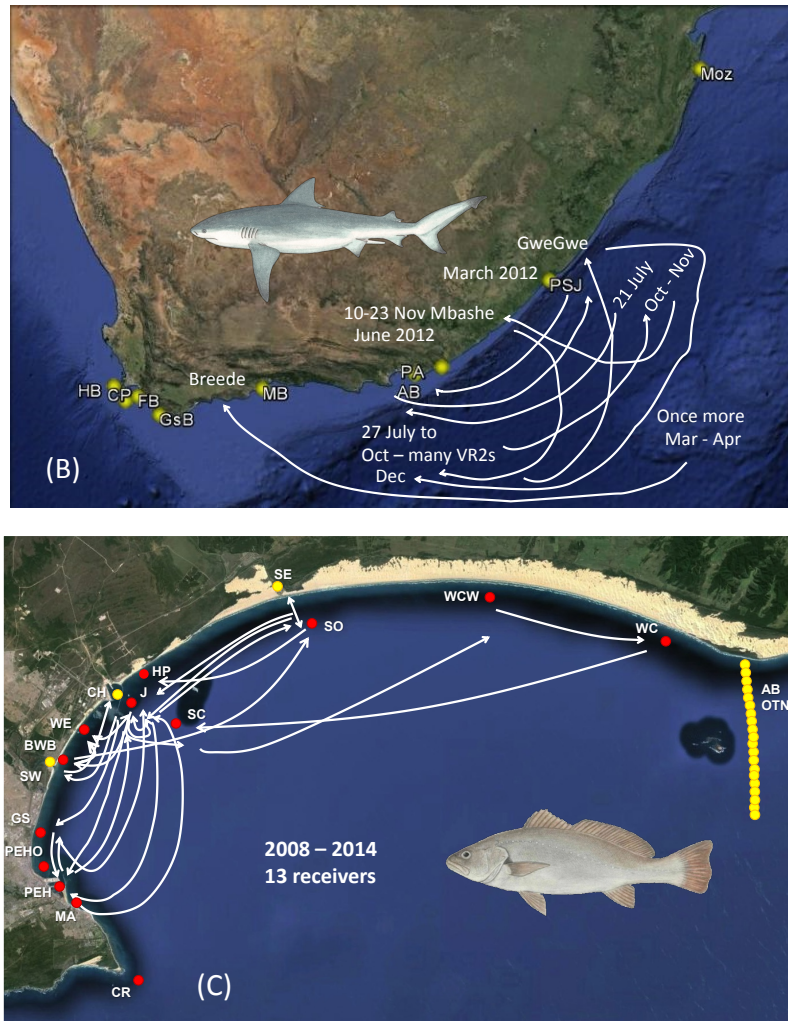 Moz
GweGwe
March 2012
PSJ
21 July
Oct - Nov
10-23 Nov Mbashe
June 2012
PA
AB
Breede
MB
HB
CP
FB
GsB
27 July to
Oct – many VR2s
Dec
Once more
Mar - Apr
(B)
SE
SO
WCW
WC
HP
CH
J
SC
WE
BWB
SW
AB
OTN
GS
PEHO
PEH
MA
CR
2008 – 2014
13 receivers
(C)